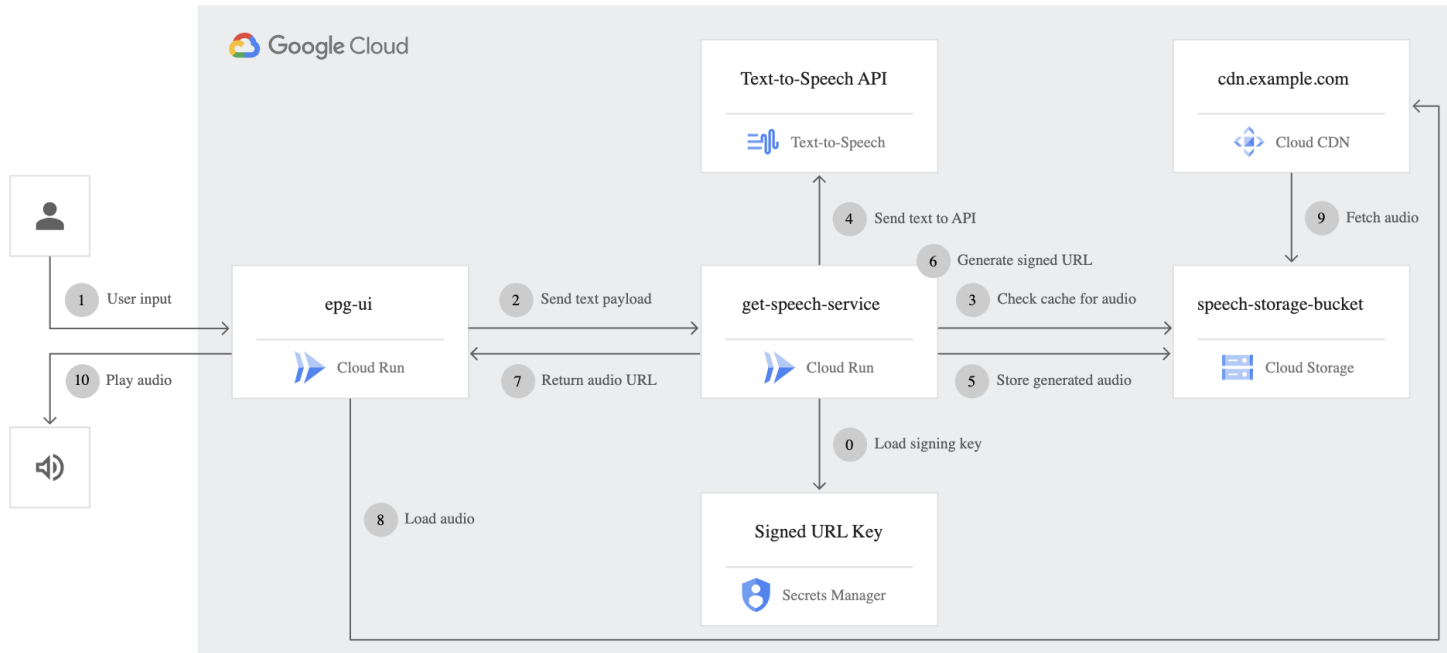 Google Cloud
Text-to-Speech API
Text-to-Speech
cdn.example.com
Cloud CDN
4 Send text to API
9 Fetch audio
6 Generate signed URL
1 User input
epg-ui
Cloud Run
2 Send text payload
get-speech-service
Cloud Run
3 Check cache for audio
speech-storage-bucket
Cloud Storage
10 Play audio
7 Return audio URL
5 Store generated audio
0 Load signing key
8 Load audio
Signed URL Key
Secrets Manager